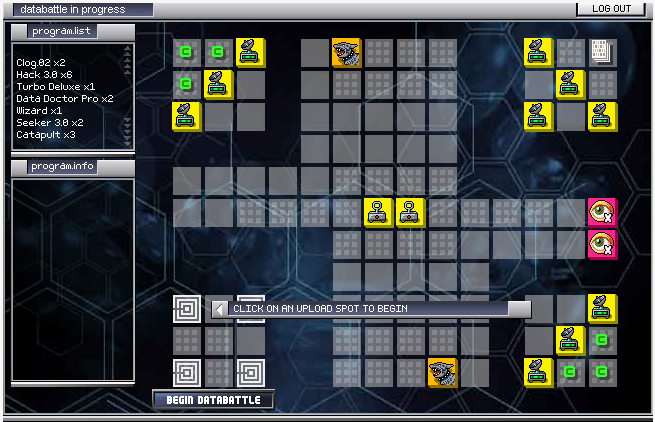 databattle in progress
LOG OUT
program.list
Clog.02 x2
Hack 3.0 x6
Turbo Deluxe x1
Data Doctor Pro x2
Wizard x1
Seeker 3.0 x2
Catapult x3
program.info
CLICK ON AN UPLOAD SPOT TO BEGIN
BEGIN DATABATTLE